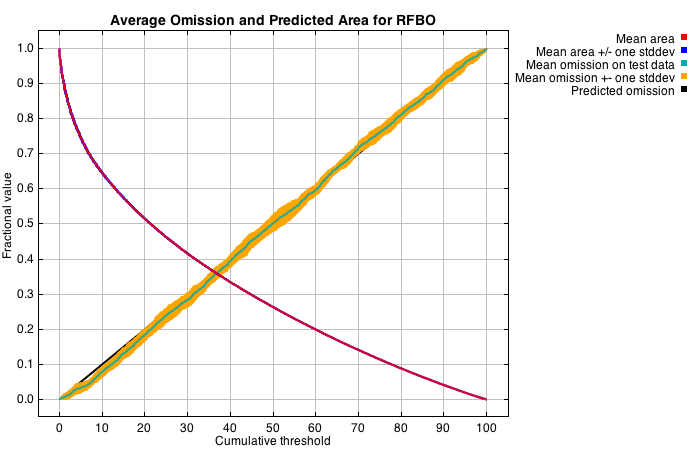 Average Omission and Predicted Area for RFBO
Mean area
Mean area +/- one stddev
Mean omission on test data
Mean omission +- one stddev
Predicted omission
Fractional value
1.0
0.9
0.8
0.7
0.6
0.5
0.4
0.3
0.2
0.1
0.0
0 10 20 30 40 50 60 70 80 90 100
Cumulative threshold